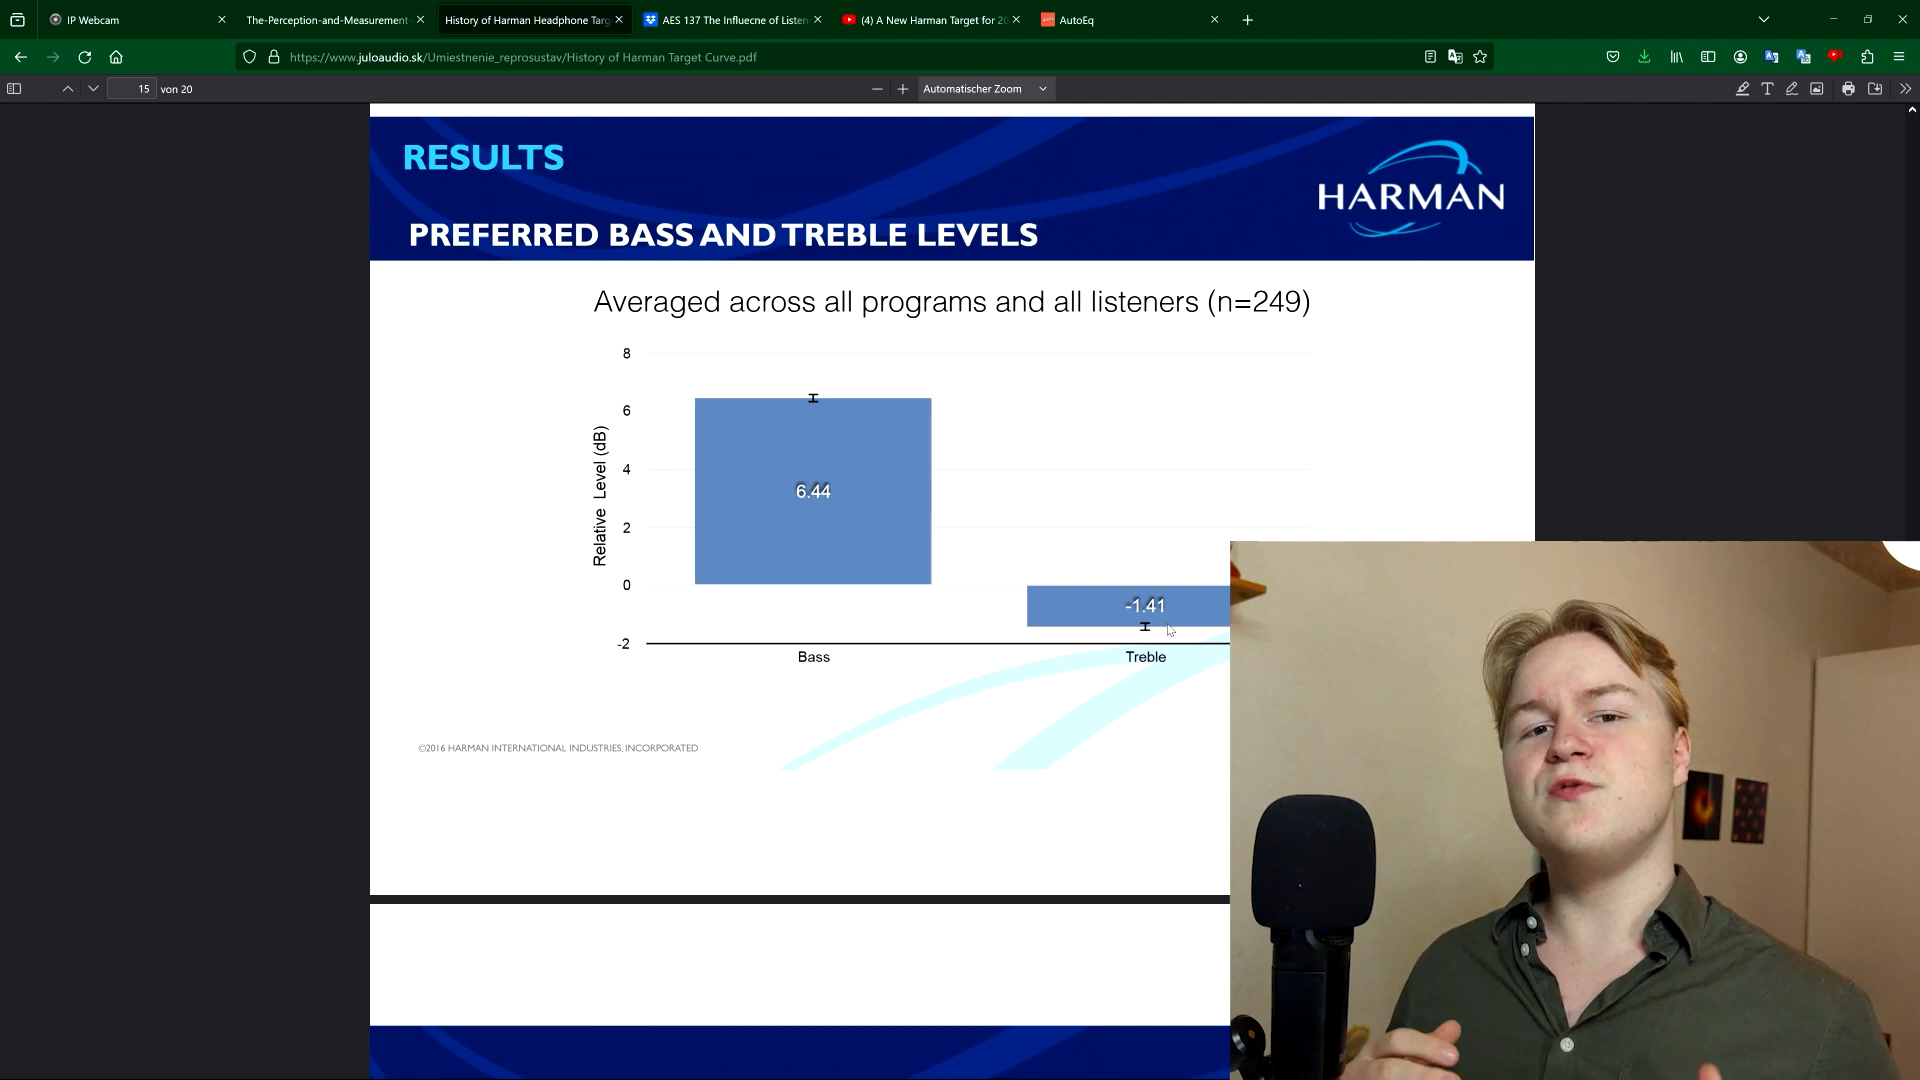 IP Webcam
The-Perception-and-Measurement-
History of Harman Headphone Targ
AES 137 The Influecne of Listen
(4) A New Harman Target for 20
AutoEq
https://www.juloaudio.sk/Umiestnenie_reprosustav/History of Harman Target Curve.pdf
15 von 20
Automatischer Zoom
RESULTS
HARMAN
PREFERRED BASS AND TREBLE LEVELS
Averaged across all programs and all listeners (n=249)
8
6
4
2
0
-2
Relative Level (dB)
6.44
-1.41
Bass
Treble
©2016 HARMAN INTERNATIONAL INDUSTRIES, INCORPORATED